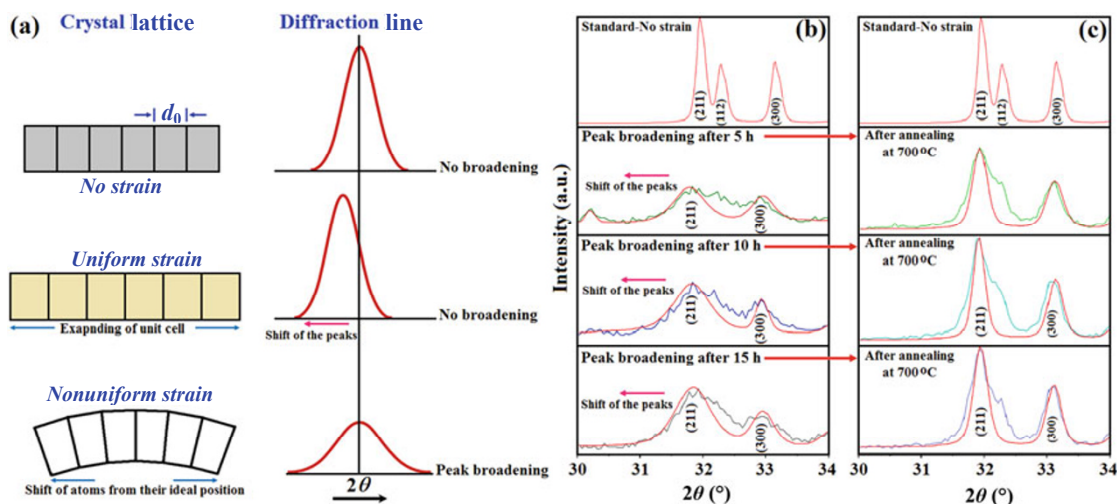 (a) Crystal lattice
Diffraction line
d0
No strain
No broadening
Uniform strain
Exapnding of unit cell
No broadening
Shift of the peaks
Nonuniform strain
Shift of atoms from their ideal position
Peak broadening
2θ
Intensity (a.u.)
Standard-No strain
(b)
(211)
(112)
(300)
Peak broadening after 5 h
Shift of the peaks
(211)
(300)
Peak broadening after 10 h
Shift of the peaks
(211)
(300)
Peak broadening after 15 h
Shift of the peaks
(211)
(300)
30 31 32 33 34
2θ (°)
Standard-No strain
(c)
(211)
(112)
(300)
After annealing
at 700°C
(211)
(300)
After annealing
at 700°C
(211)
(300)
After annealing
at 700°C
(211)
(300)
30 31 32 33 34
2θ (°)